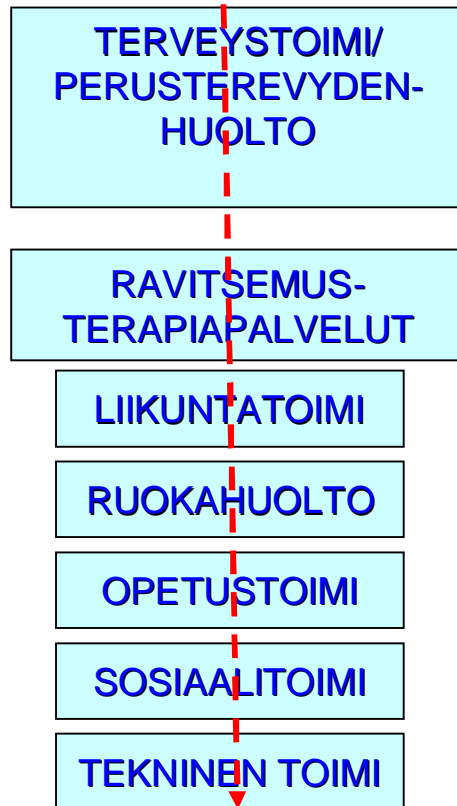 TERVEYSTOIMI/
PERUSTEREVYDEN-
HUOLTO
RAVITSEMUS-
TERAPIAPALVELUT
LIIKUNTATOIMI
RUOKAHUOLTO
OPETUSTOIMI
SOSIAALITOIMI
TEKNINEN TOIMI